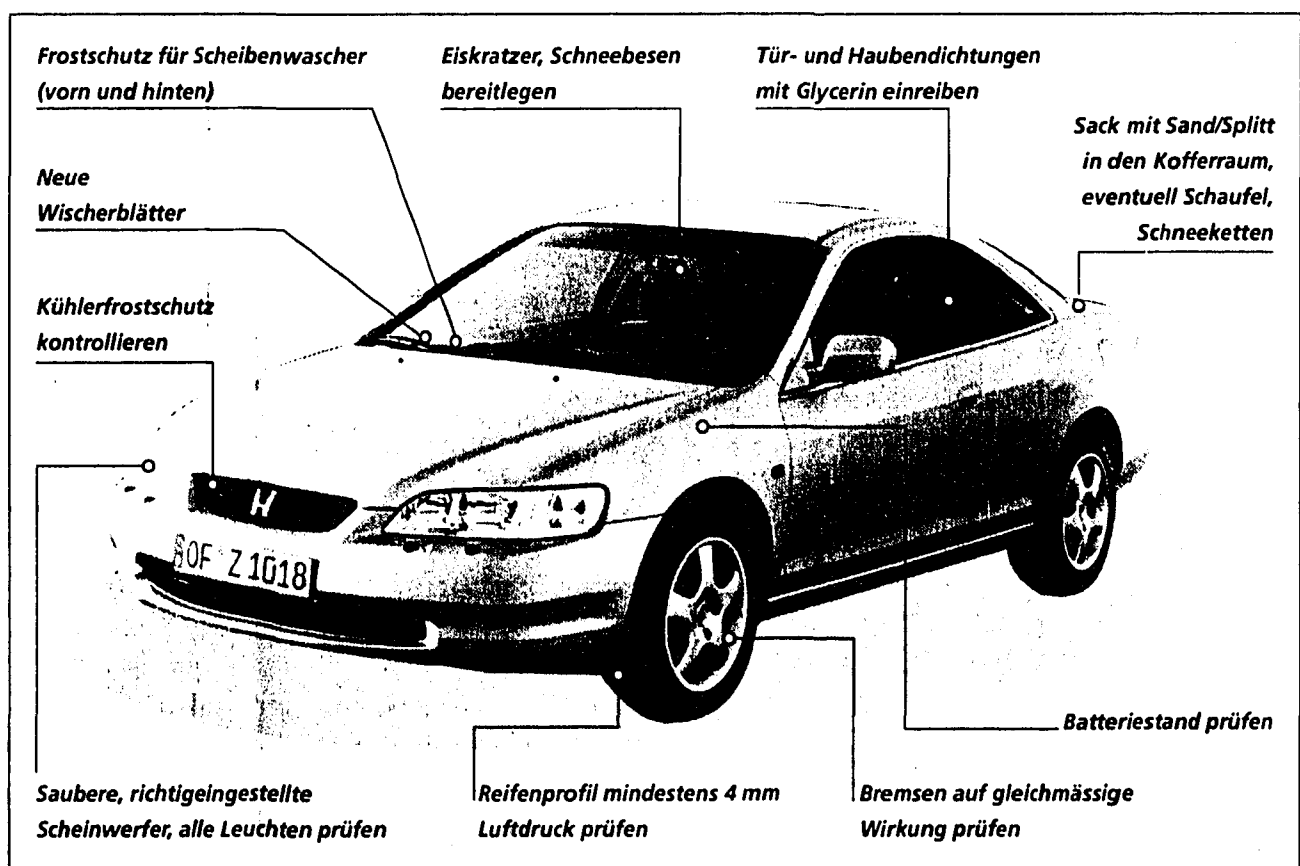 Frostschutz für Scheibenwascher
(vorn und hinten)
Eiskratzer, Schneebesen
bereitlegen
Tür- und Haubendichtungen
mit Glycerin einreiben
Sack mit Sand/Splitt
in den Kofferraum,
eventuell Schaufel,
Schneeketten
Neue
Wischerblätter
Kühlerfrostschutz
kontrollieren
H
OF Z 1018
Batteriestand prüfen
Saubere, richtigeingestellte
Scheinwerfer, alle Leuchten prüfen
Reifenprofil mindestens 4 mm
Luftdruck prüfen
Bremsen auf gleichmässige
Wirkung prüfen